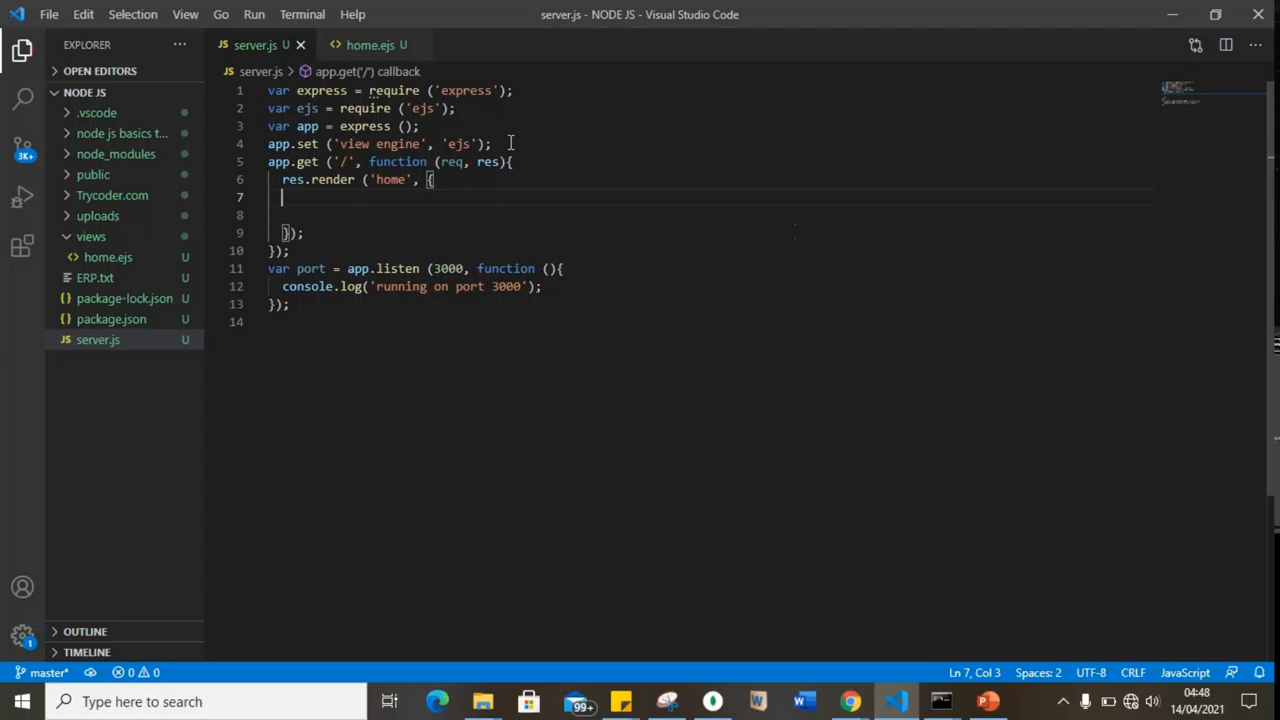 File Edit Selection View Go Run Terminal Help
server.js - NODE JS - Visual Studio Code
EXPLORER
server.js U
home.ejs U
OPEN EDITORS
server.js > app.get('/') callback
NODE JS
.vscode
node js basics t...
node_modules
public
Trycoder.com
uploads
views
home.ejs U
ERP.txt U
package-lock.json U
package.json U
server.js U
OUTLINE
TIMELINE
3K+
1
1 var express = require ('express');
2 var ejs = require ('ejs');
3 var app = express ();
4 app.set ('view engine', 'ejs');
5 app.get ('/', function (req, res){
6 res.render ('home', {
7
8
9 });
10 });
11 var port = app.listen (3000, function (){
12 console.log('running on port 3000');
13 });
14
master* 0 0
Ln 7, Col 3 Spaces: 2 UTF-8 CRLF JavaScript
Type here to search
99+
04:48
14/04/2021